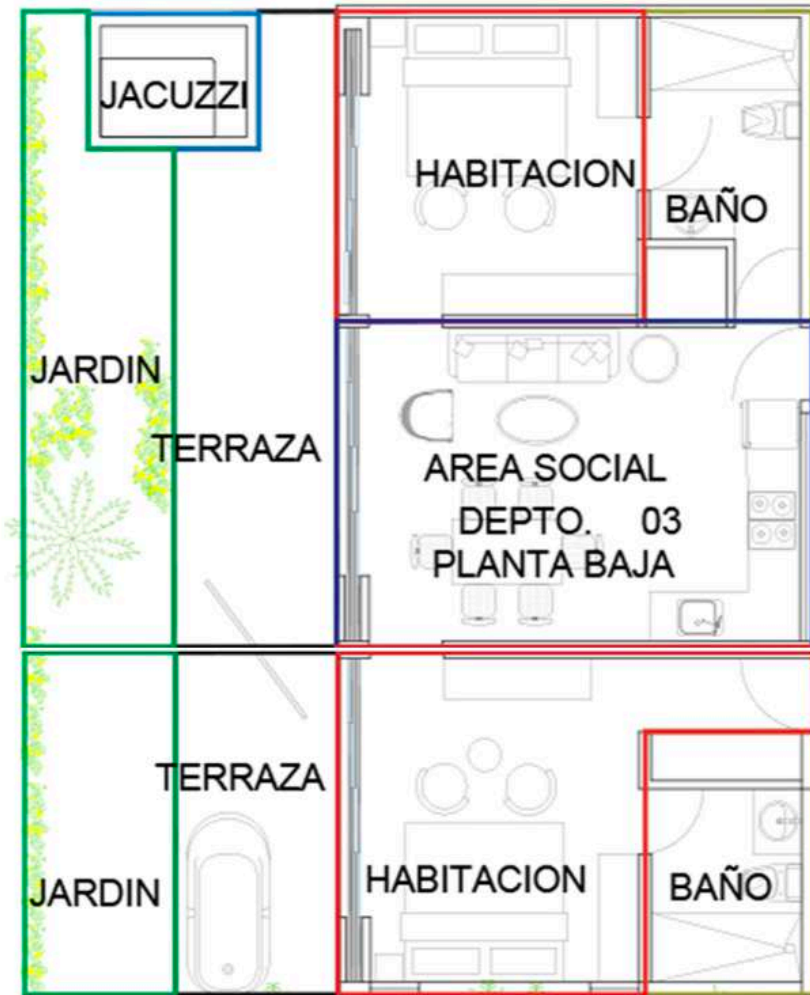 JACUZZI
HABITACION
BAÑO
JARDIN
TERRAZA
AREA SOCIAL
DEPTO. 03
PLANTA BAJA
TERRAZA
JARDIN
HABITACION
BAÑO